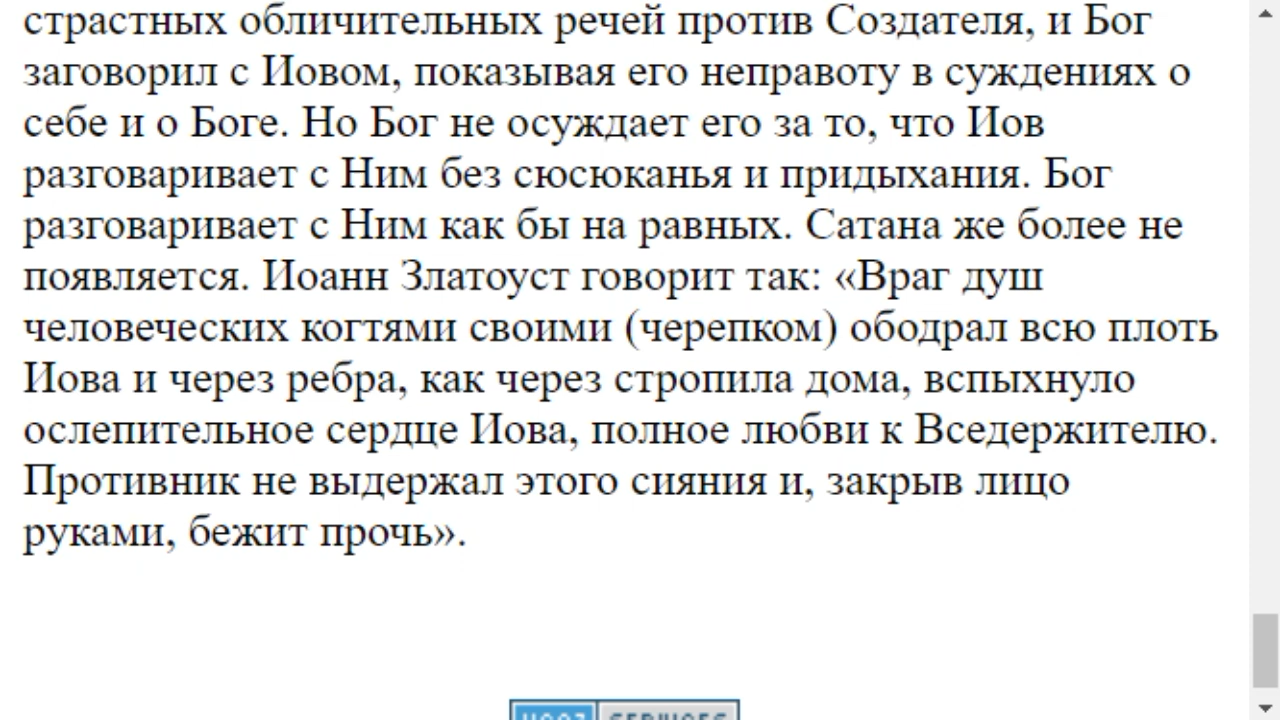 страстных обличительных речей против Создателя, и Бог
заговорил с Иовом, показывая его неправоту в суждениях о
себе и о Боге. Но Бог не осуждает его за то, что Иов
разговаривает с Ним без сюсюканья и придыхания. Бог
разговаривает с Ним как бы на равных. Сатана же более не
появляется. Иоанн Златоуст говорит так: «Враг душ
человеческих когтями своими (черепком) ободрал всю плоть
Иова и через ребра, как через стропила дома, вспыхнуло
ослепительное сердце Иова, полное любви к Вседержителю.
Противник не выдержал этого сияния и, закрыв лицо
руками, бежит прочь».